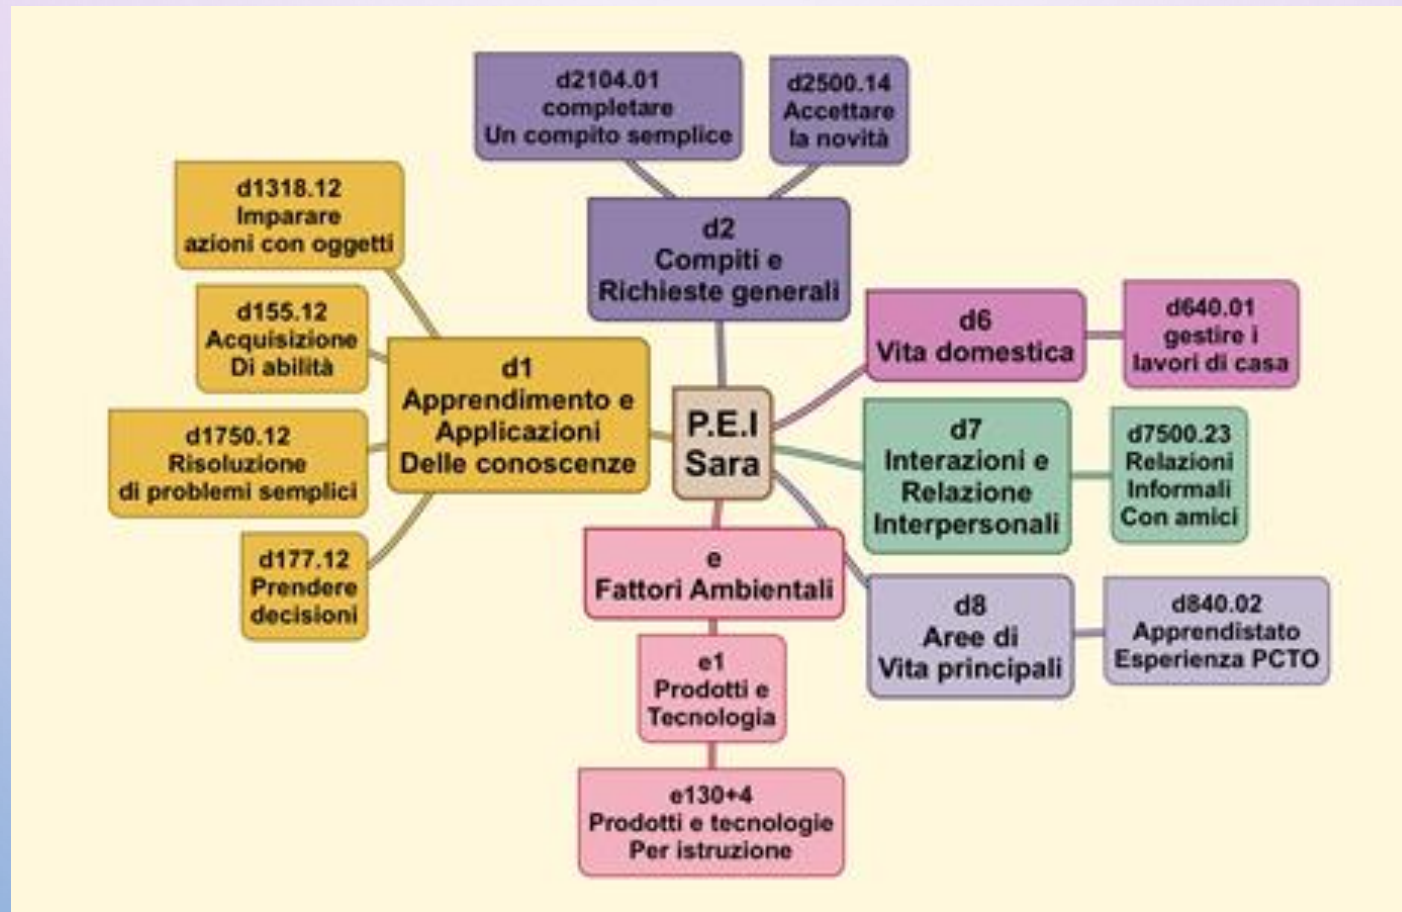 P.E.I
Sara
d1
Apprendimento e
Applicazioni
Delle conoscenze
d1318.12
Imparare
azioni con oggetti
d155.12
Acquisizione
Di abilità
d1750.12
Risoluzione
di problemi semplici
d177.12
Prendere
decisioni
d2
Compiti e
Richieste generali
d2104.01
completare
Un compito semplice
d2500.14
Accettare
la novità
d6
Vita domestica
d640.01
gestire i
lavori di casa
d7
Interazioni e
Relazione
Interpersonali
d7500.23
Relazioni
Informali
Con amici
d8
Aree di
Vita principali
d840.02
Apprendistato
Esperienza PCTO
e
Fattori Ambientali
e1
Prodotti e
Tecnologia
e130+4
Prodotti e tecnologie
Per istruzione